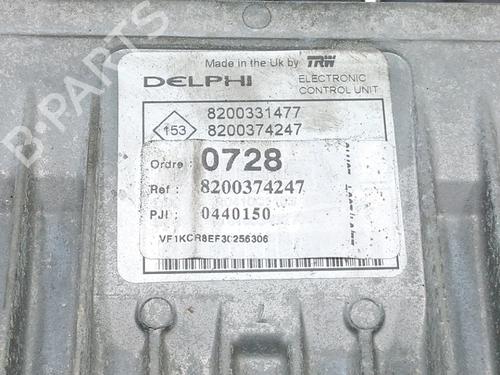 Made in the Uk by TRW
DELPHI
ELECTRONIC
CONTROL UNIT
153
8200331477
8200374247
Ordre : 0728
Ref : 8200374247
PJI : 0440150
VF1KCR8EF30256306
B-PARTS